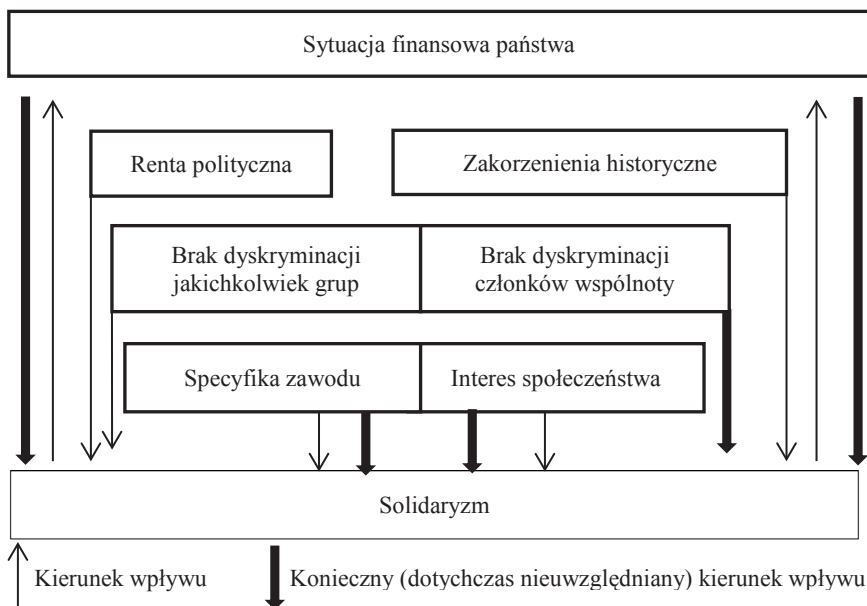 Sytuacja finansowa państwa
Renta polityczna
Zakorzenienia historyczne
Brak dyskryminacji
jakichkolwiek grup
Brak dyskryminacji
członków wspólnoty
Specyfika zawodu
Interes społeczeństwa
Solidaryzm
Kierunek wpływu
Konieczny (dotychczas nieuwzględniany) kierunek wpływu